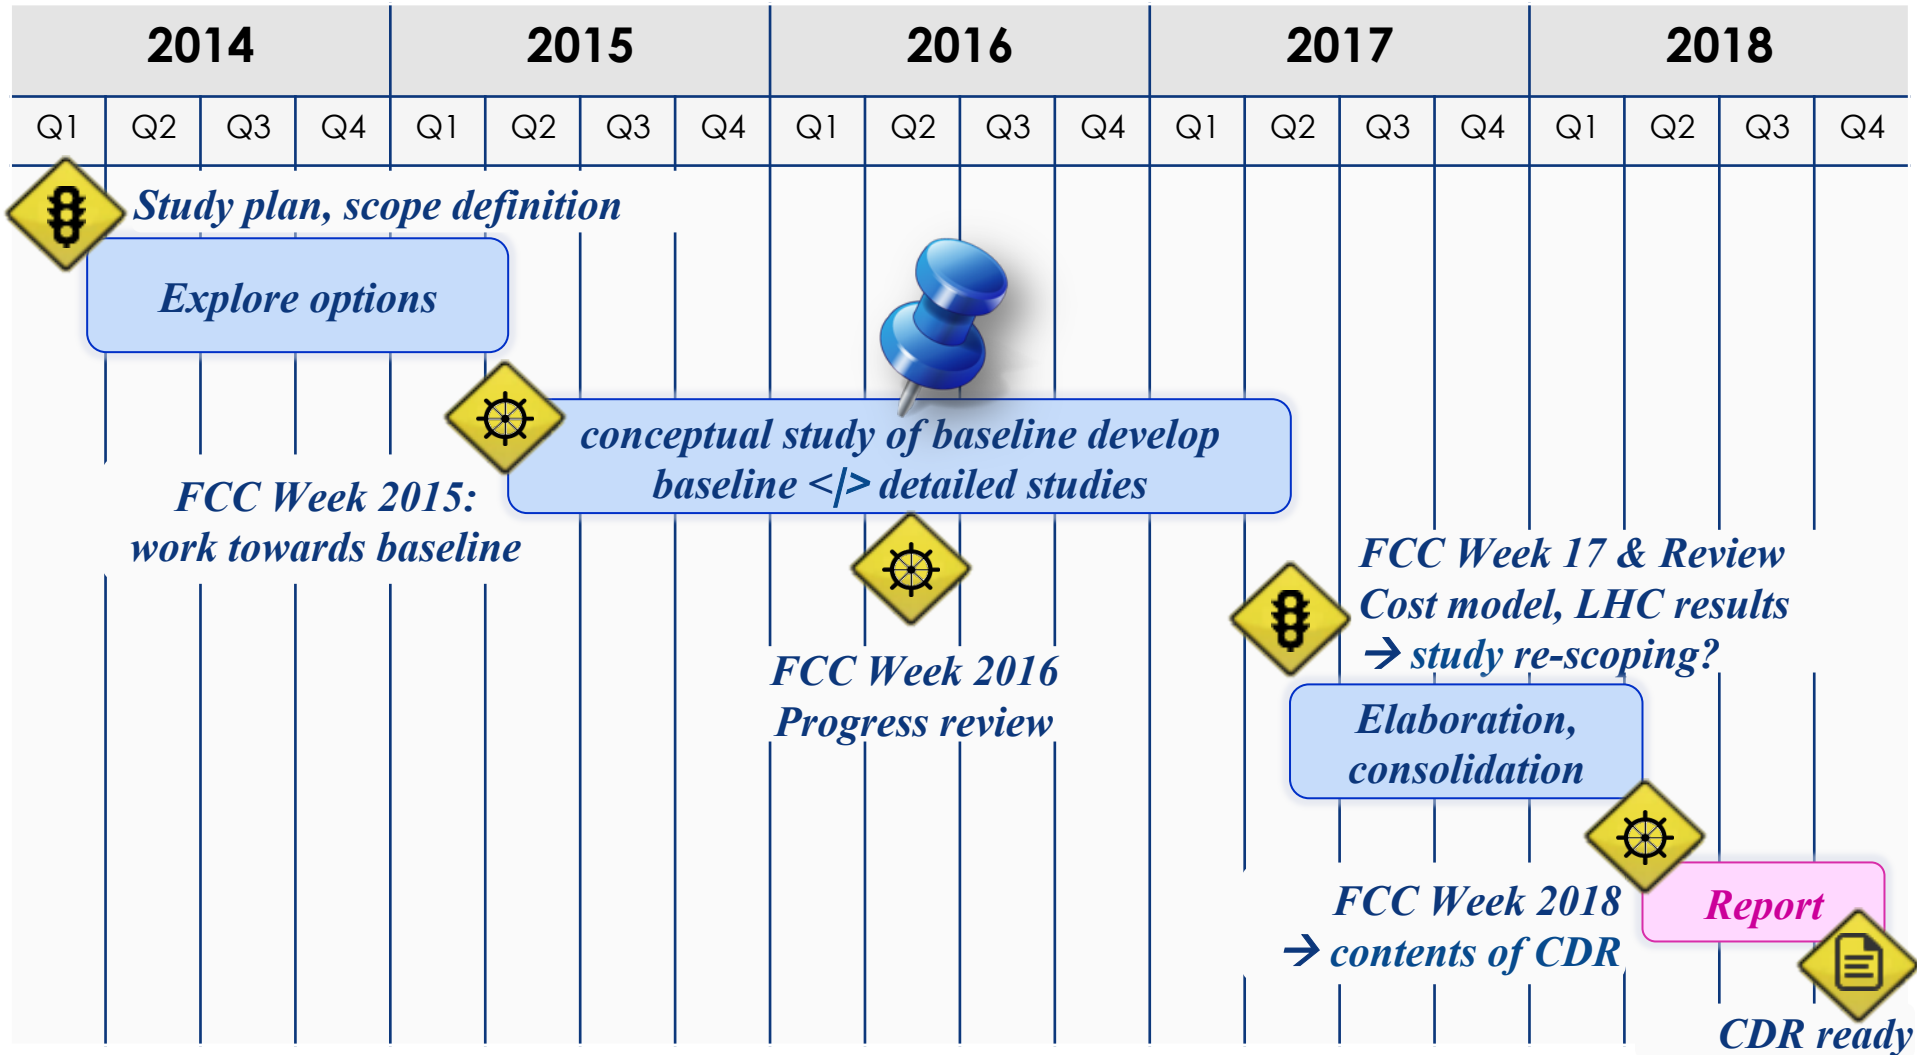 2014 2015 2016 2017 2018
Q1 Q2 Q3 Q4 Q1 Q2 Q3 Q4 Q1 Q2 Q3 Q4 Q1 Q2 Q3 Q4 Q1 Q2 Q3 Q4
Study plan, scope definition
Explore options
conceptual study of baseline develop
baseline <|> detailed studies
FCC Week 2015:
work towards baseline
FCC Week 17 & Review
Cost model, LHC results
→ study re-scoping?
FCC Week 2016
Progress review
Elaboration,
consolidation
FCC Week 2018
→ contents of CDR
Report
CDR ready